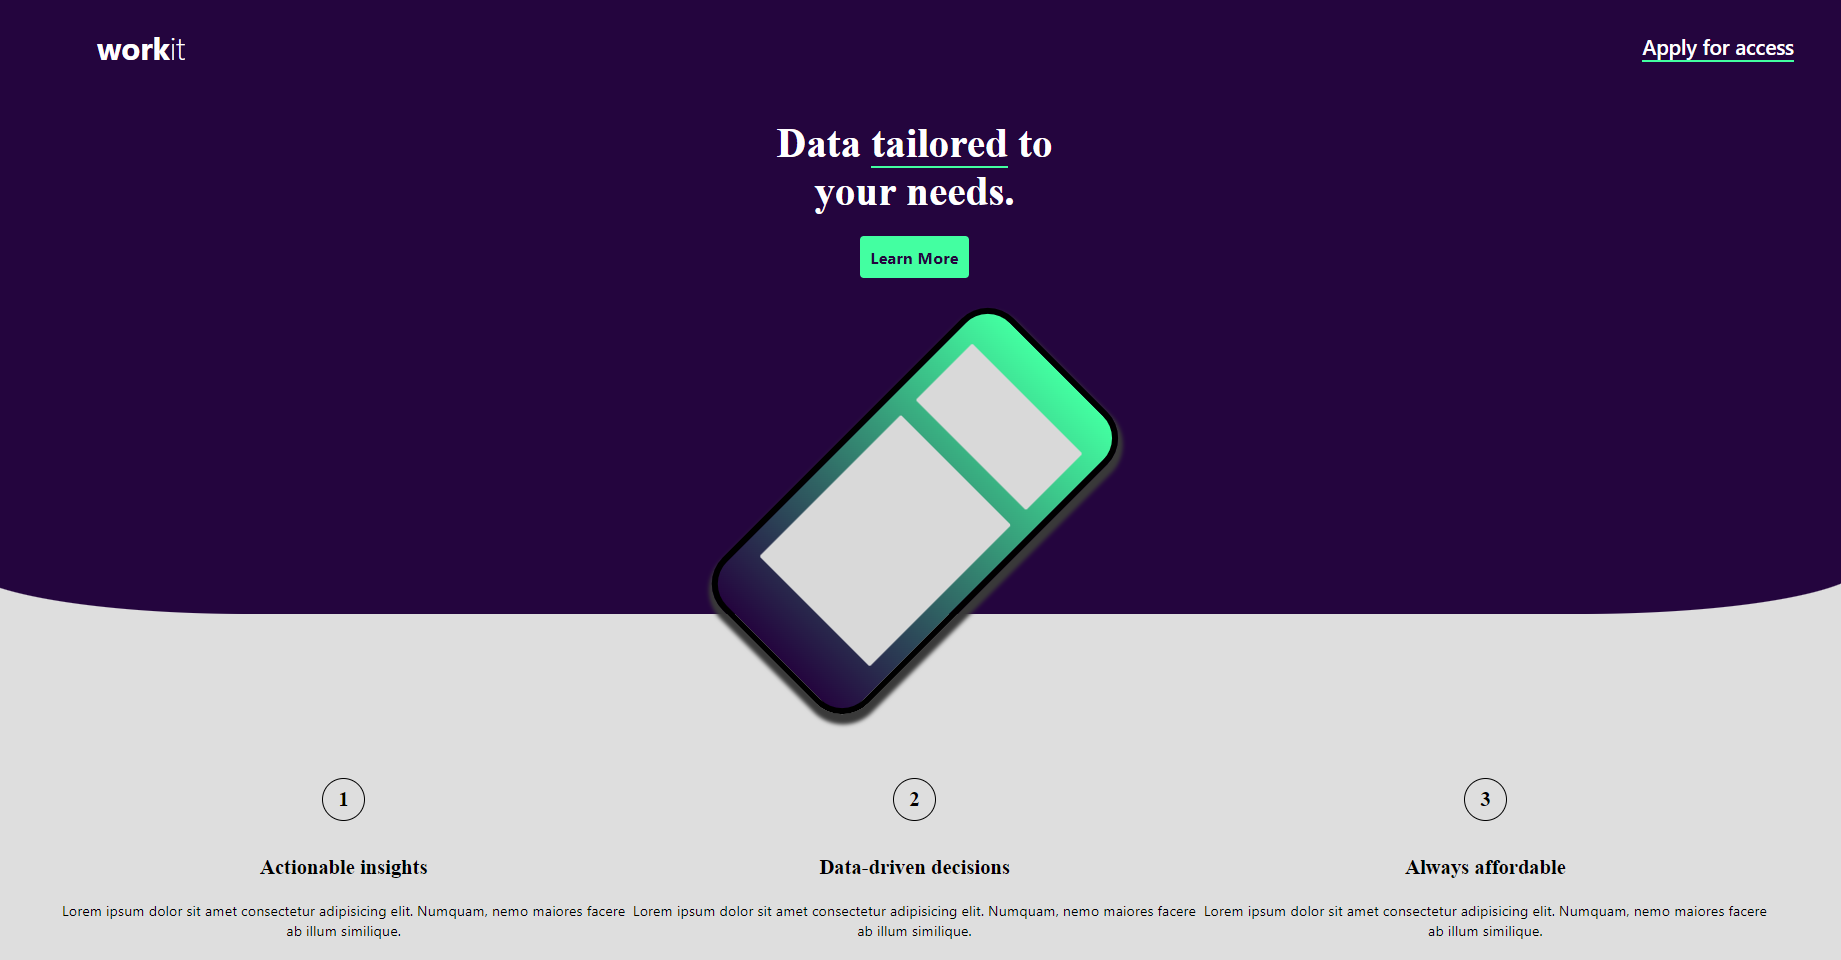 workit
Apply for access
Data tailored to
your needs.
Learn More
1
Actionable insights
Lorem ipsum dolor sit amet consectetur adipisicing elit. Numquam, nemo maiores facere
ab illum similique.
2
Data-driven decisions
Lorem ipsum dolor sit amet consectetur adipisicing elit. Numquam, nemo maiores facere
ab illum similique.
3
Always affordable
Lorem ipsum dolor sit amet consectetur adipisicing elit. Numquam, nemo maiores facere
ab illum similique.